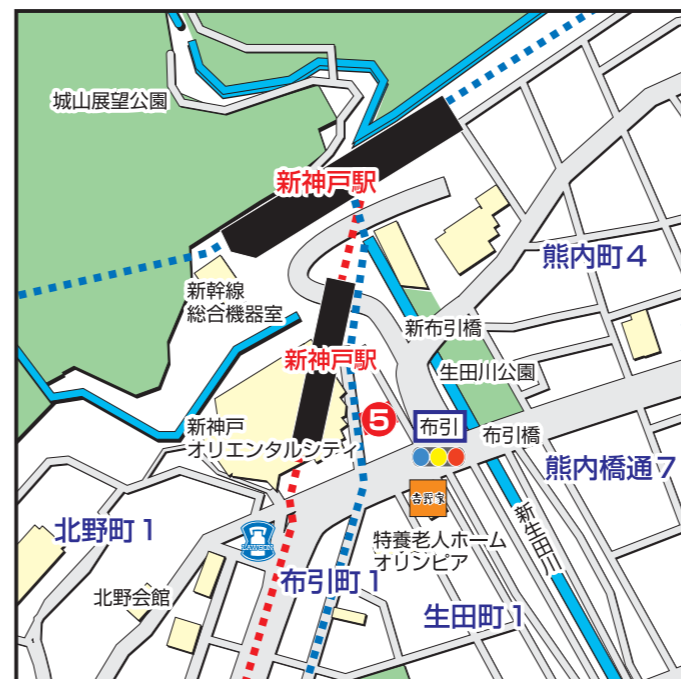 城山展望公園
新神戸駅
熊内町4
新幹線
総合機器室
新布引橋
新神戸駅
生田川公園
5
布引
布引橋
新神戸
オリエンタルシティ
熊内橋通7
吉野家
新生田川
北野町1
LAWSON
特養老人ホーム
オリンピア
布引町1
北野会館
生田町1